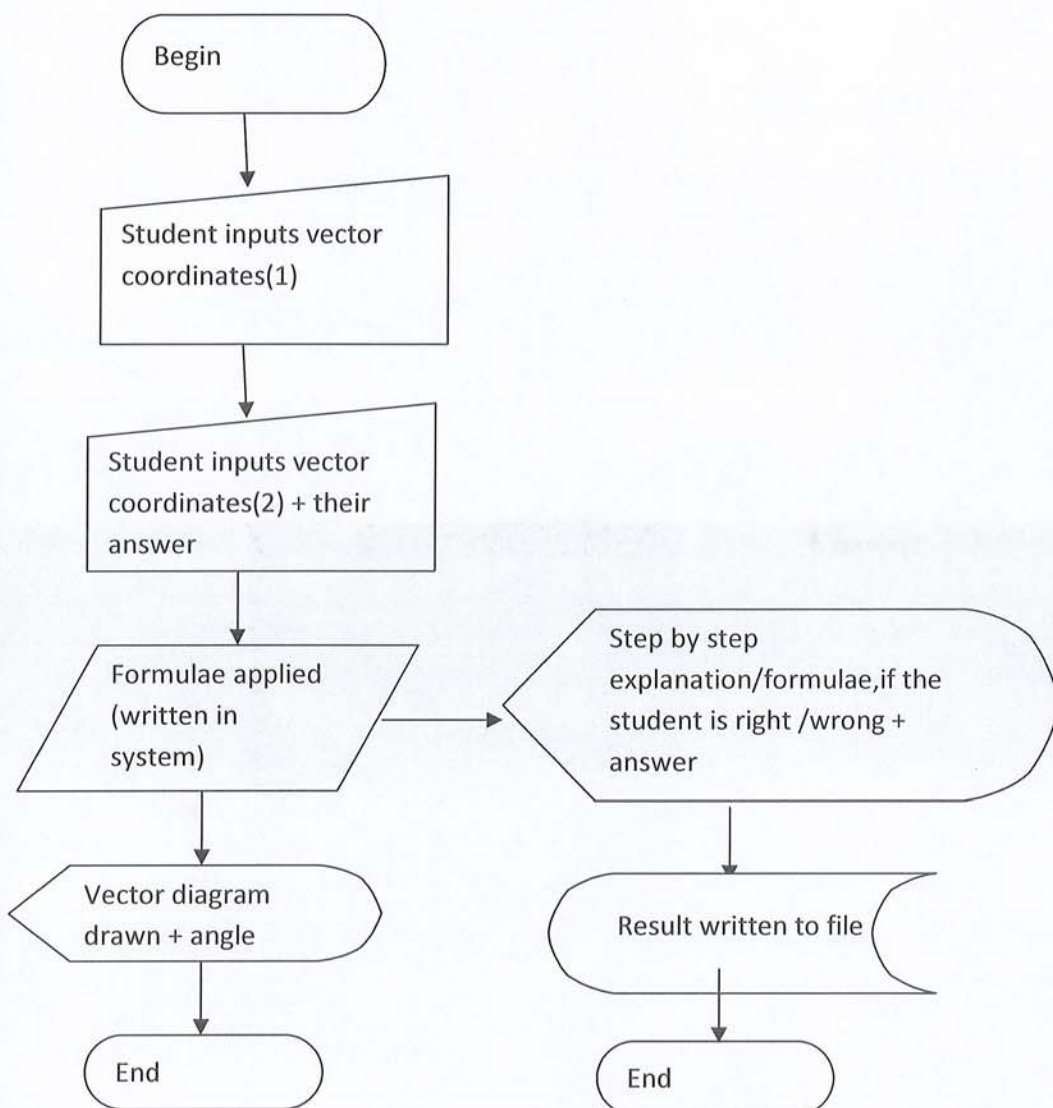 Begin
Student inputs vector
coordinates(1)
Student inputs vector
coordinates(2) + their
answer
Formulae applied
(written in
system)
Step by step
explanation/formulae,if the
student is right /wrong +
answer
Vector diagram
drawn + angle
Result written to file
End
End